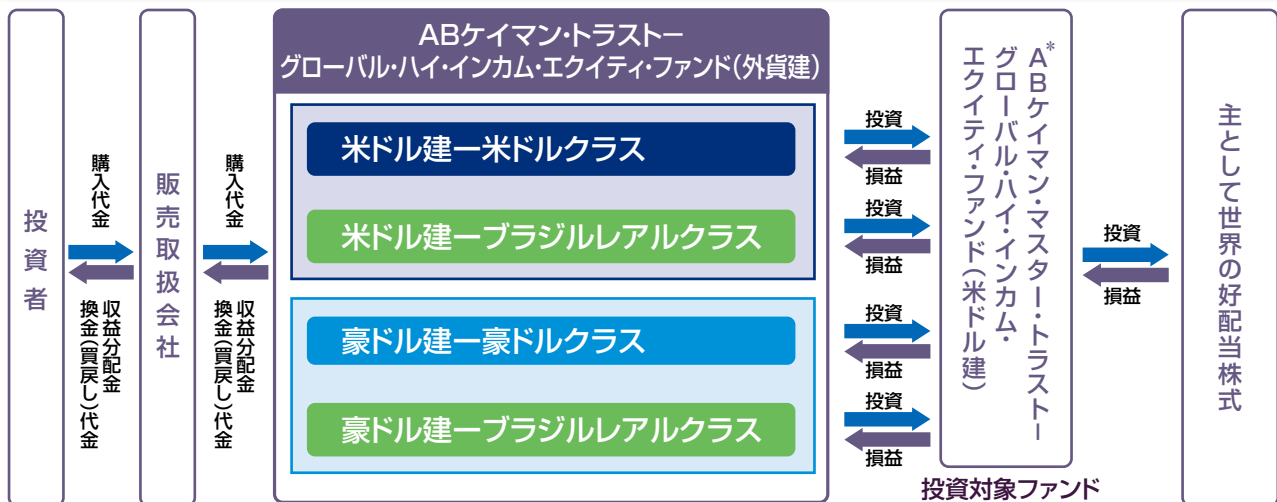 投資者
購入代金
収益分配金
換金(買戻し)代金
販売取扱会社
購入代金
収益分配金
換金(買戻し)代金
ABケイマン・トラスト―
グローバル・ハイ・インカム・エクイティ・ファンド(外貨建)
米ドル建―米ドルクラス
米ドル建―ブラジルレアルクラス
豪ドル建―豪ドルクラス
豪ドル建―ブラジルレアルクラス
投資
損益
投資
損益
投資
損益
投資
損益
ABケイマン・マスター・トラスト―*
グローバル・ハイ・インカム・
エクイティ・ファンド(米ドル建)
投資対象ファンド
投資
損益
主として世界の好配当株式